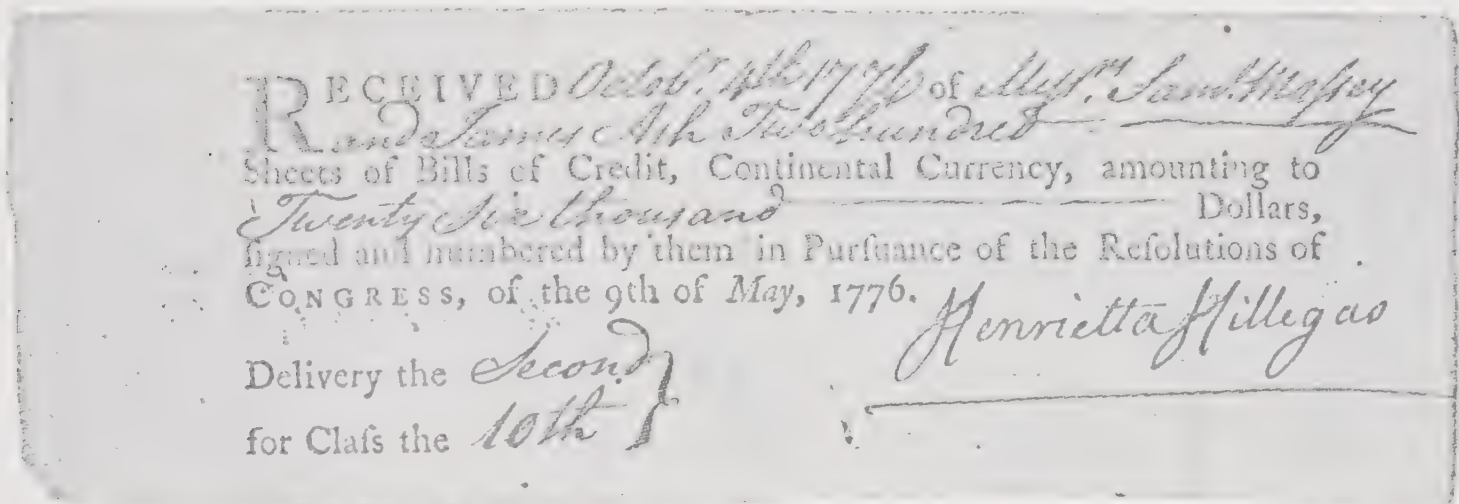 RECEIVED Octobr. 4th 1776 of Messrs. Saml. Massey
and James Ash Two hundred
Sheets of Bills of Credit, Continental Currency, amounting to
Twenty Six thousand Dollars,
ſigned and numbered by them in Purſuance of the Reſolutions of
CONGRESS, of the 9th of May, 1776.
Henrietta Hillegas
Delivery the Second
for Claſs the 10th